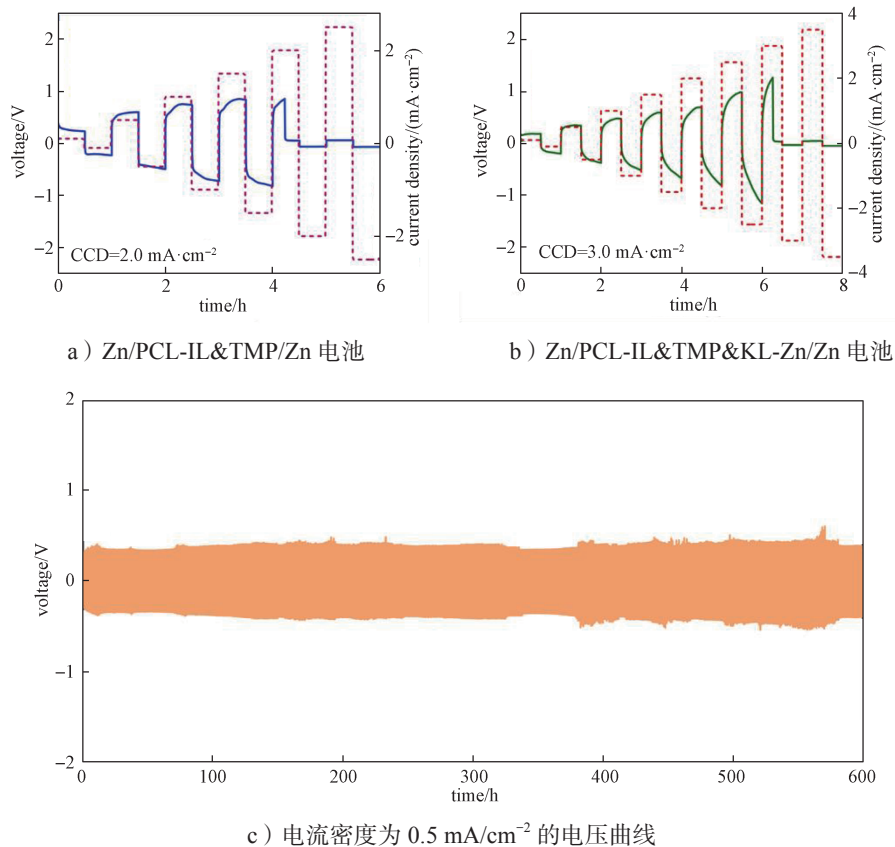 2
1
0
−1
−2
voltage/V
2
0
−2
current density/(mA·cm⁻²)
CCD=2.0 mA·cm⁻²
0 2 4 6
time/h
a）Zn/PCL-IL&TMP/Zn 电池
2
1
0
−1
−2
voltage/V
4
3
2
1
0
−1
−2
−3
−4
current density/(mA·cm⁻²)
CCD=3.0 mA·cm⁻²
0 2 4 6 8
time/h
b）Zn/PCL-IL&TMP&KL-Zn/Zn 电池
2
1
0
−1
−2
voltage/V
0 100 200 300 400 500 600
time/h
c）电流密度为 0.5 mA/cm⁻² 的电压曲线